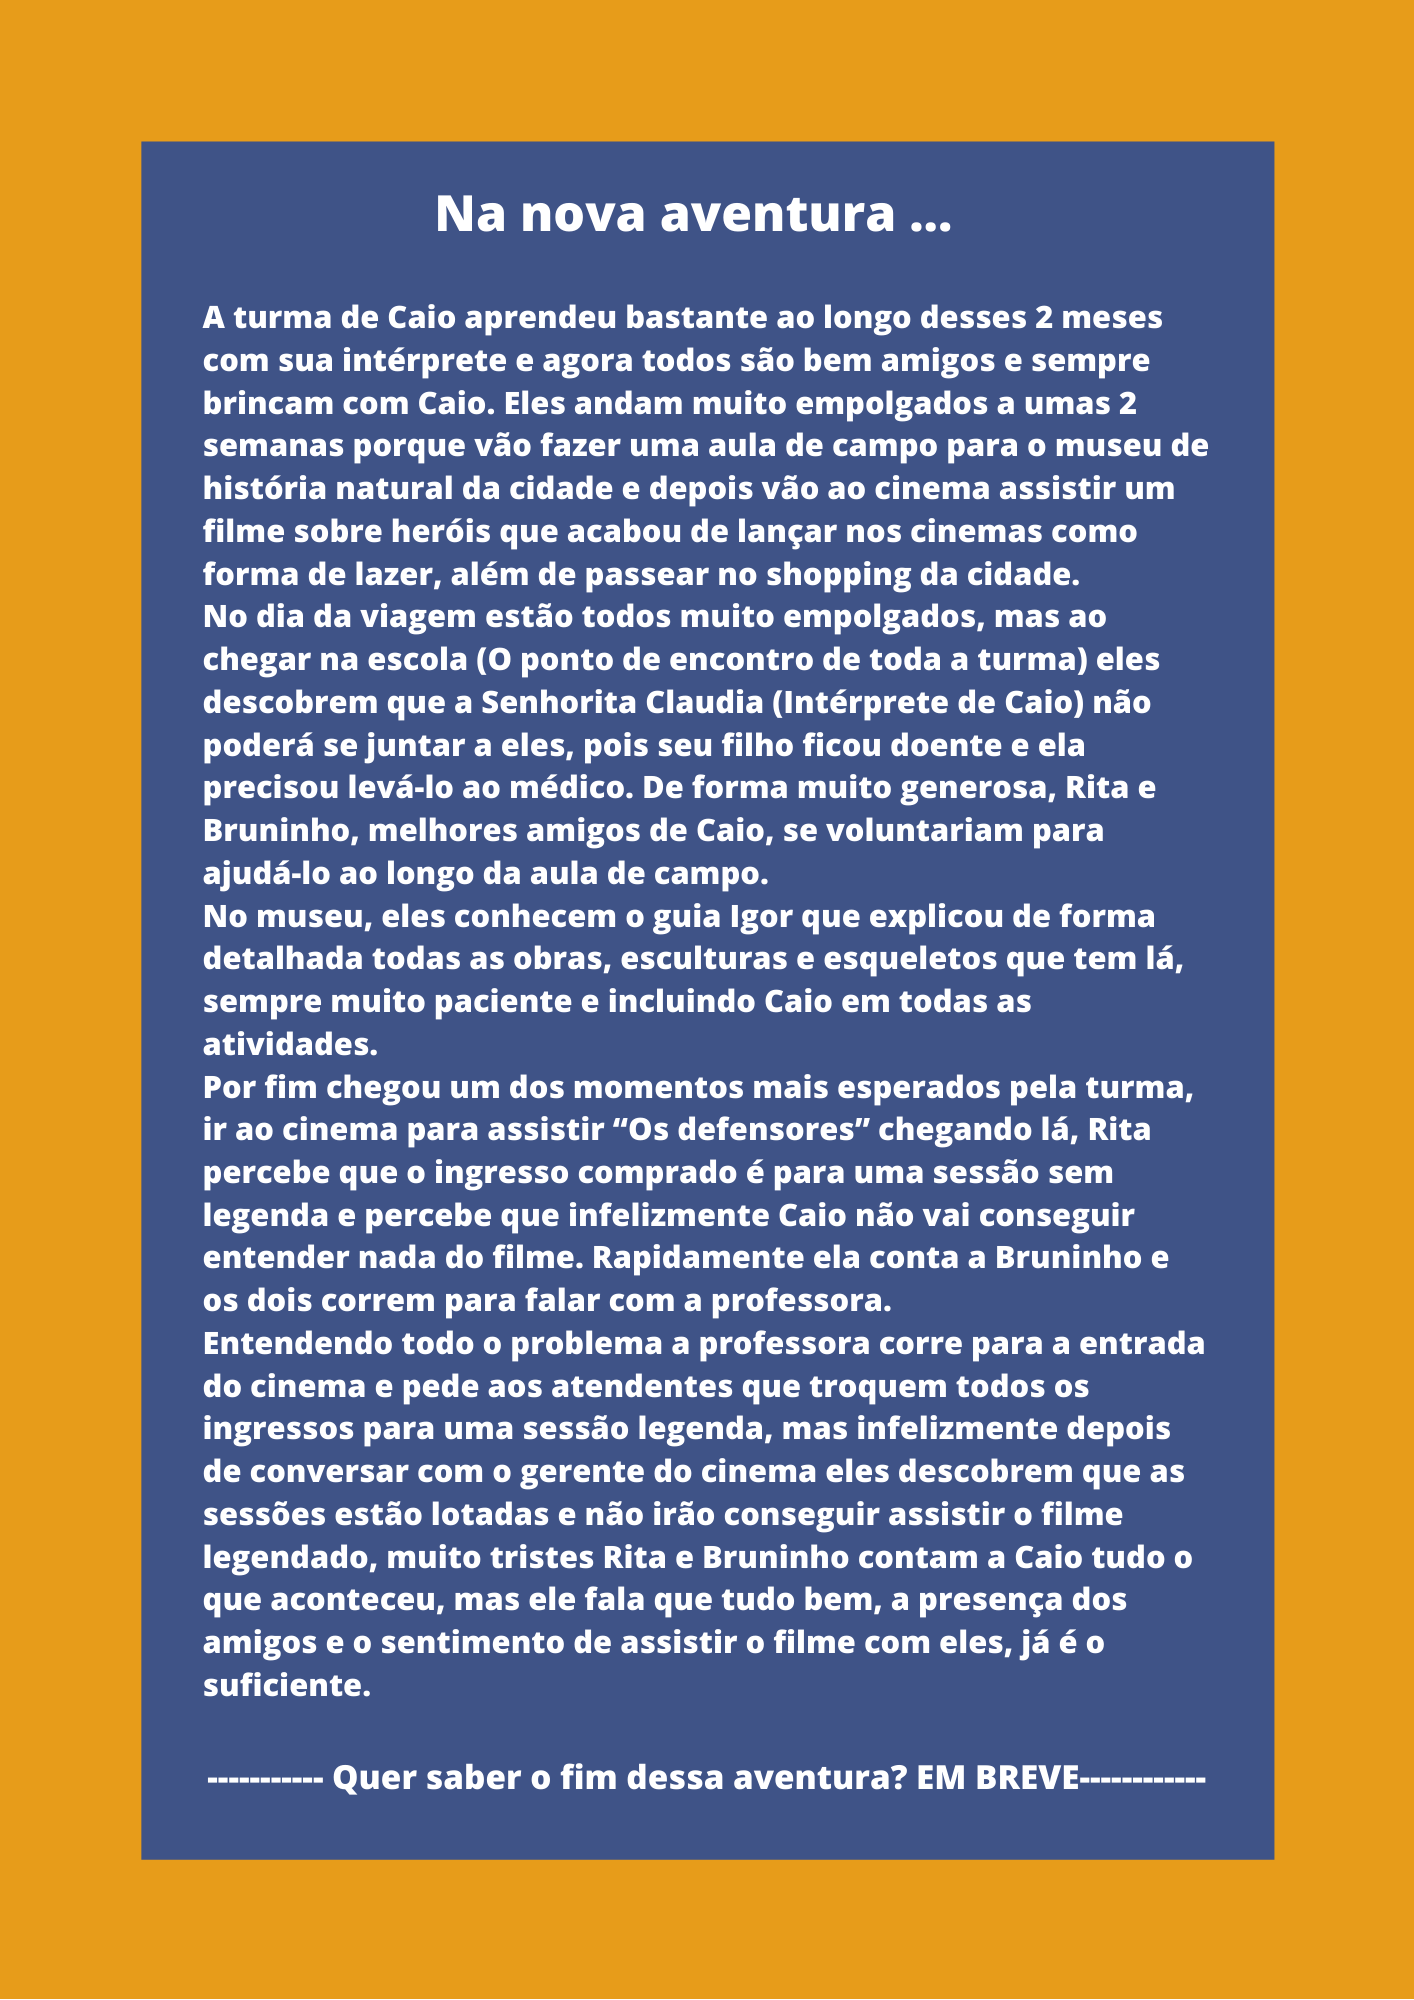 Na nova aventura ...
A turma de Caio aprendeu bastante ao longo desses 2 meses
com sua intérprete e agora todos são bem amigos e sempre
brincam com Caio. Eles andam muito empolgados a umas 2
semanas porque vão fazer uma aula de campo para o museu de
história natural da cidade e depois vão ao cinema assistir um
filme sobre heróis que acabou de lançar nos cinemas como
forma de lazer, além de passear no shopping da cidade.
No dia da viagem estão todos muito empolgados, mas ao
chegar na escola (O ponto de encontro de toda a turma) eles
descobrem que a Senhorita Claudia (Intérprete de Caio) não
poderá se juntar a eles, pois seu filho ficou doente e ela
precisou levá-lo ao médico. De forma muito generosa, Rita e
Bruninho, melhores amigos de Caio, se voluntariam para
ajudá-lo ao longo da aula de campo.
No museu, eles conhecem o guia Igor que explicou de forma
detalhada todas as obras, esculturas e esqueletos que tem lá,
sempre muito paciente e incluindo Caio em todas as
atividades.
Por fim chegou um dos momentos mais esperados pela turma,
ir ao cinema para assistir “Os defensores” chegando lá, Rita
percebe que o ingresso comprado é para uma sessão sem
legenda e percebe que infelizmente Caio não vai conseguir
entender nada do filme. Rapidamente ela conta a Bruninho e
os dois correm para falar com a professora.
Entendendo todo o problema a professora corre para a entrada
do cinema e pede aos atendentes que troquem todos os
ingressos para uma sessão legenda, mas infelizmente depois
de conversar com o gerente do cinema eles descobrem que as
sessões estão lotadas e não irão conseguir assistir o filme
legendado, muito tristes Rita e Bruninho contam a Caio tudo o
que aconteceu, mas ele fala que tudo bem, a presença dos
amigos e o sentimento de assistir o filme com eles, já é o
suficiente.
----------- Quer saber o fim dessa aventura? EM BREVE------------